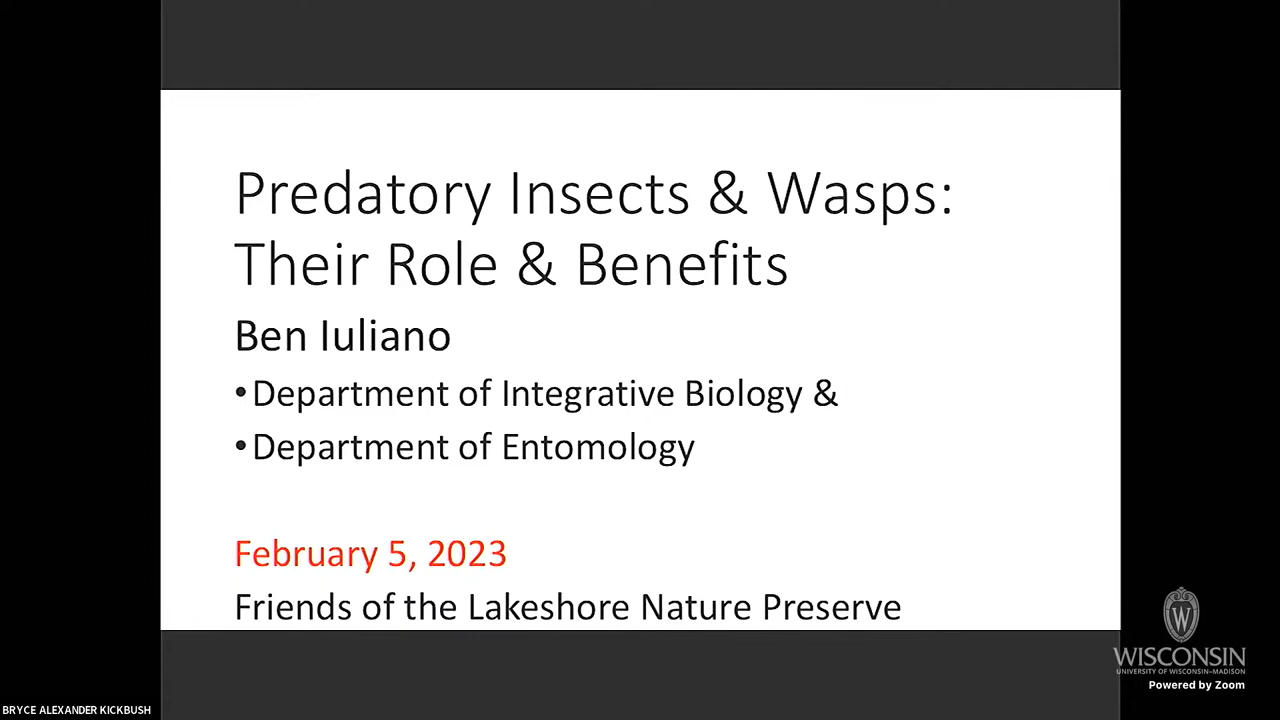 Predatory Insects & Wasps:
Their Role & Benefits
Ben Iuliano
•Department of Integrative Biology &
•Department of Entomology
February 5, 2023
Friends of the Lakeshore Nature Preserve
W
WISCONSIN
UNIVERSITY OF WISCONSIN–MADISON
Powered by Zoom
BRYCE ALEXANDER KICKBUSH